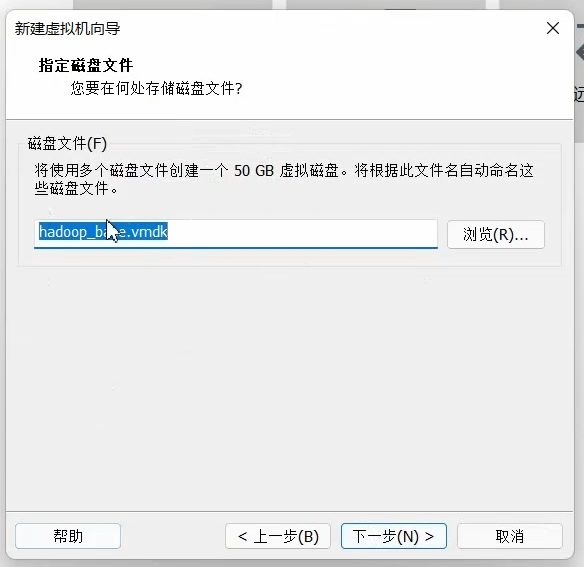 新建虚拟机向导
指定磁盘文件
您要在何处存储磁盘文件?
磁盘文件(F)
将使用多个磁盘文件创建一个 50 GB 虚拟磁盘。将根据此文件名自动命名这
些磁盘文件。
hadoop_base.vmdk
浏览(R)...
帮助
< 上一步(B)
下一步(N) >
取消